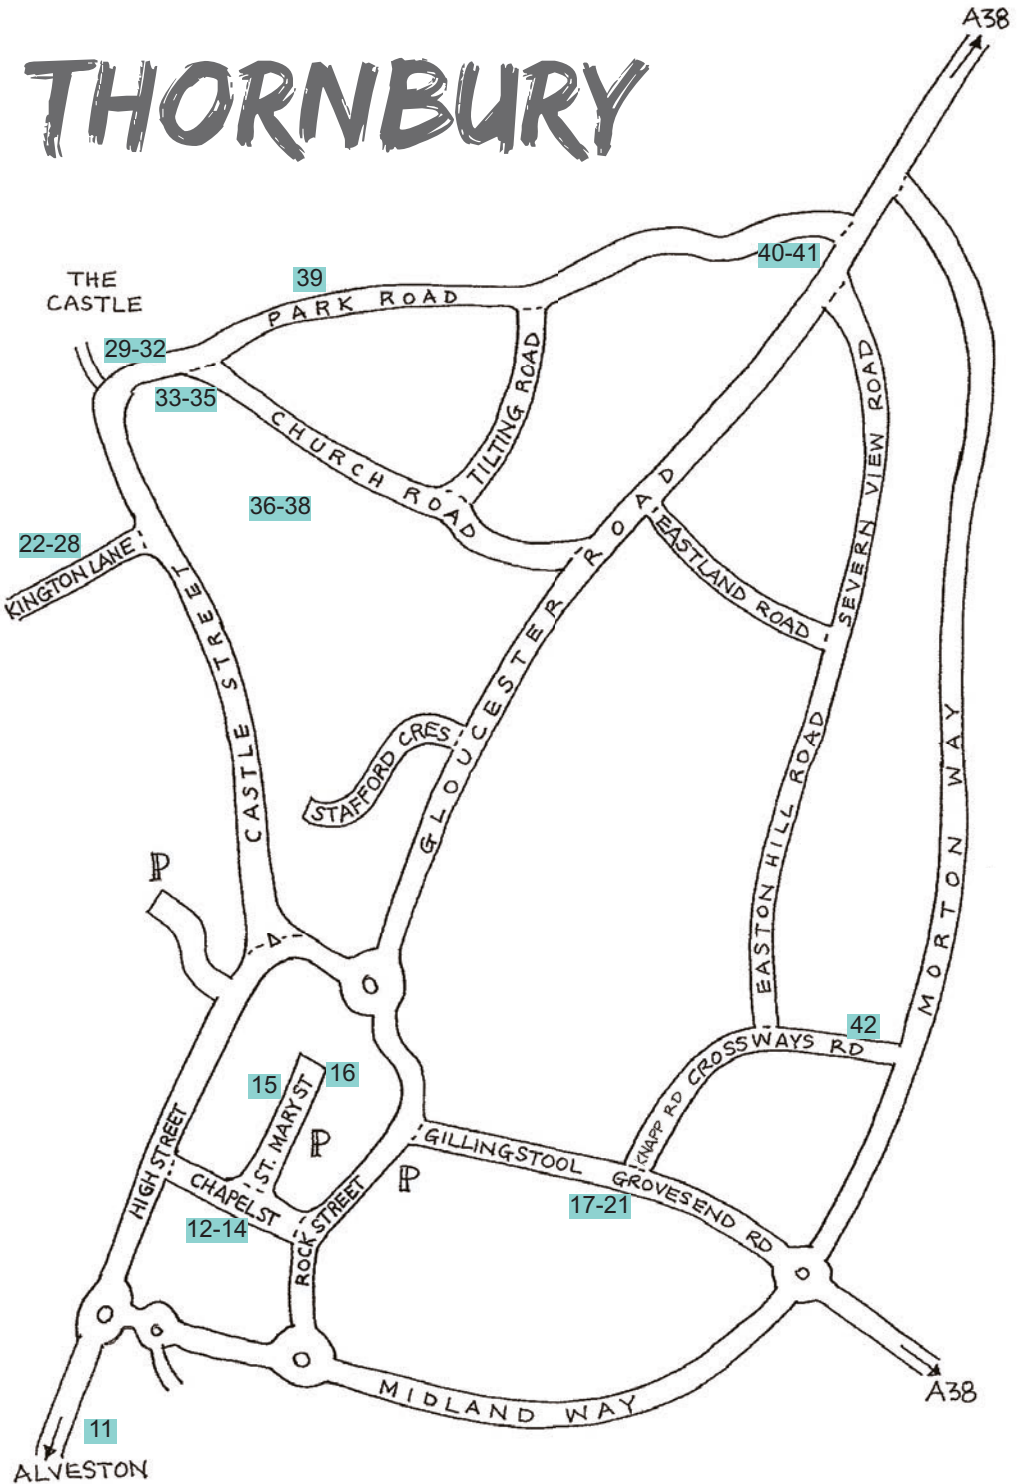 A38
THORNBURY
40-41
THE
CASTLE
39
PARK ROAD
29-32
33-35
TILTING ROAD
CHURCH ROAD
SEVERN VIEW ROAD
36-38
22-28
KINGTON LANE
EASTLAND ROAD
GLOUCESTER ROAD
CASTLE STREET
STAFFORD CRES
EASTON HILL ROAD
MORTON WAY
P
42
CROSSWAYS RD
KNAPP RD
15
16
ST. MARY ST
P
P
GILLINGSTOOL
HIGH STREET
CHAPEL ST
12-14
ROCK STREET
17-21
GROVESEND RD
MIDLAND WAY
A38
11
ALVESTON